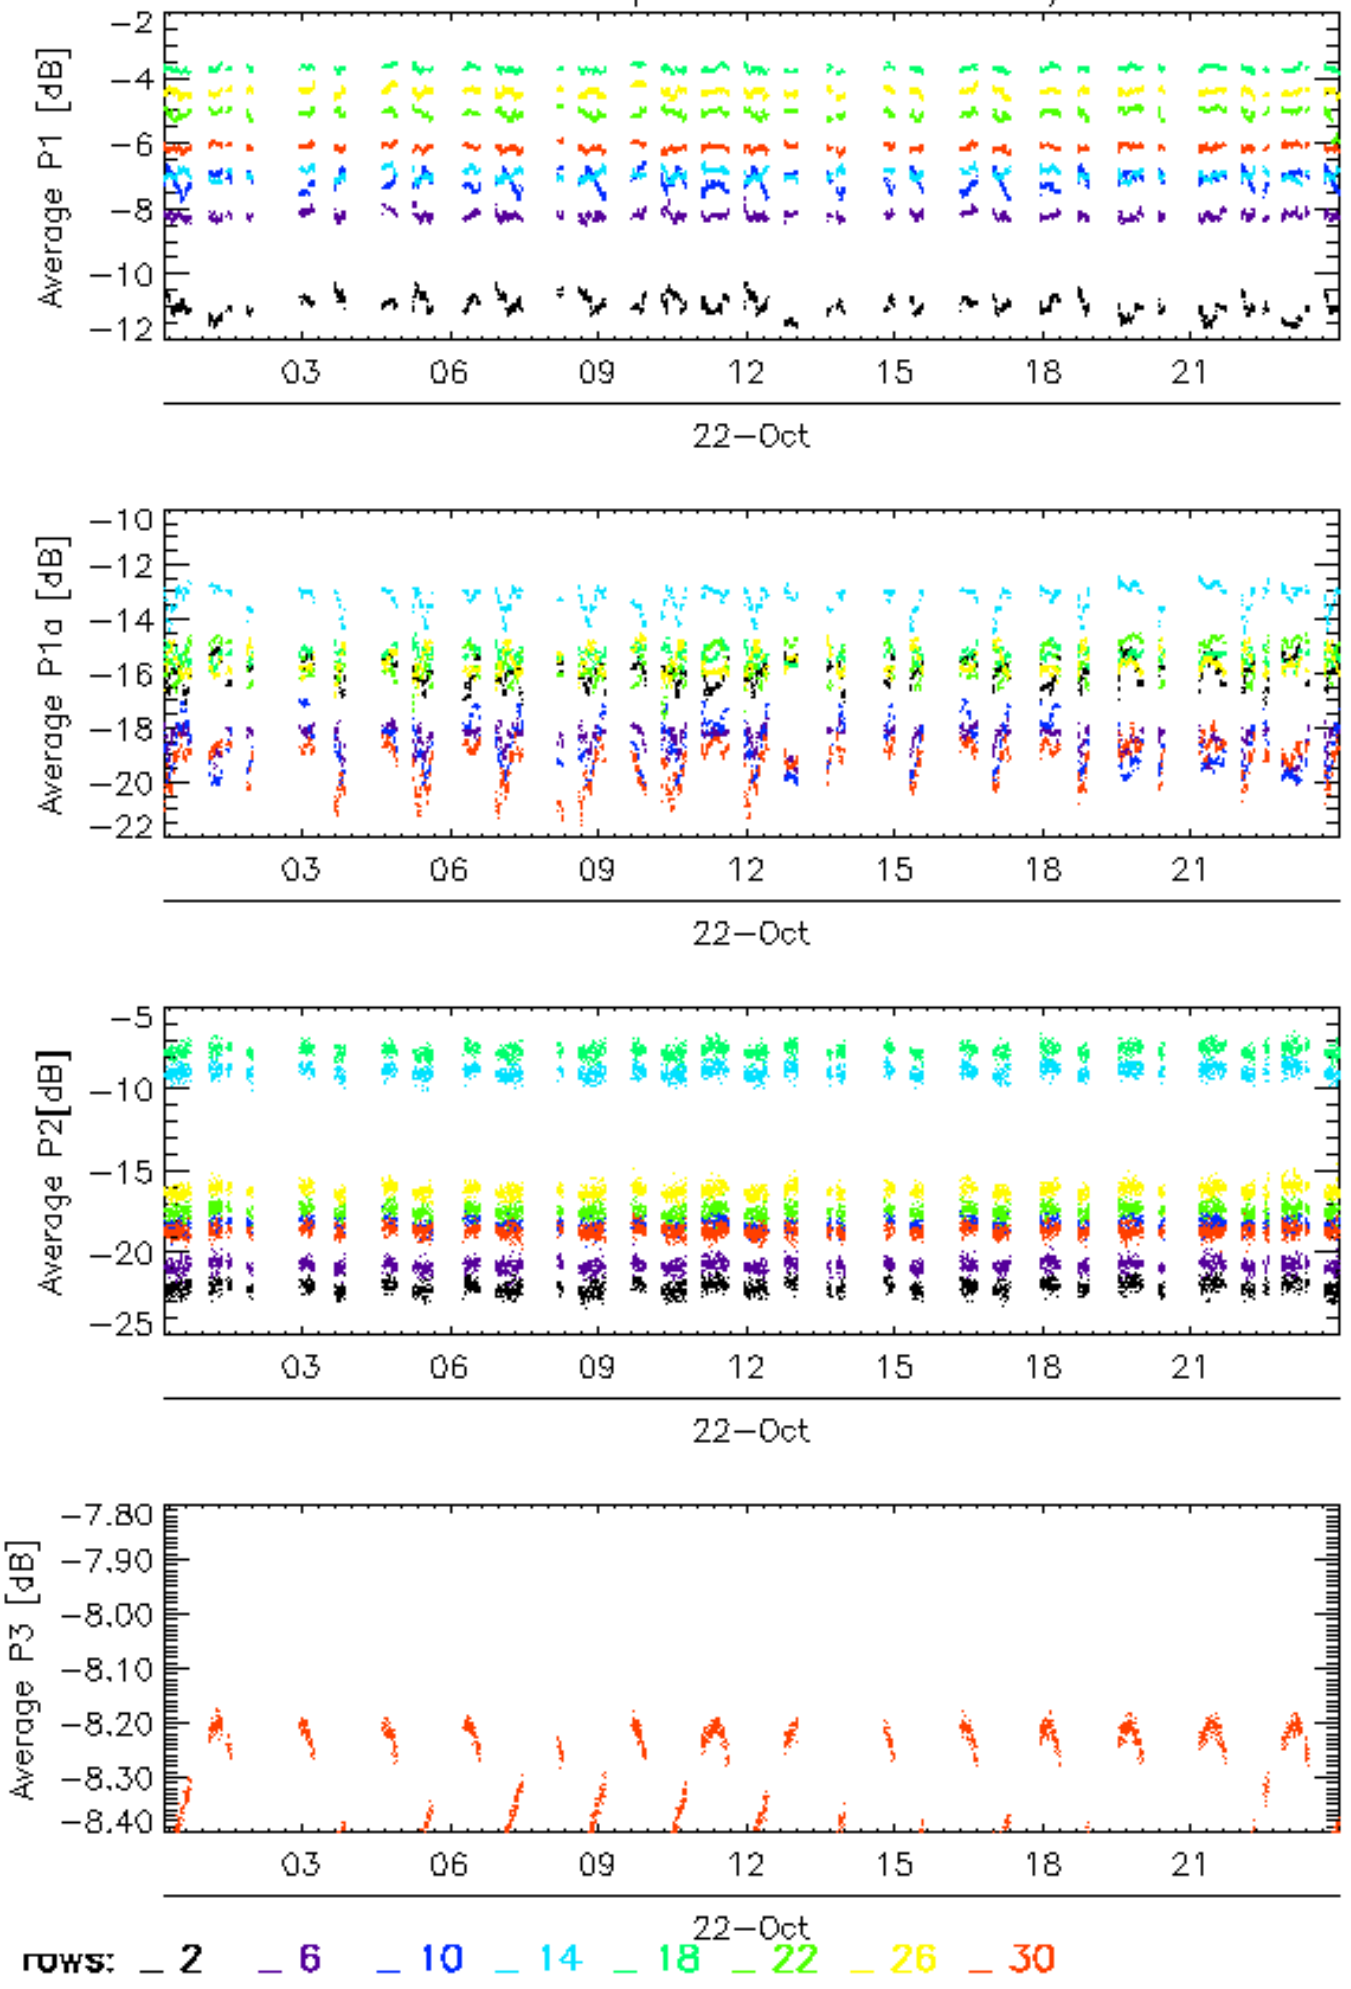 Average P1 [dB]
-2
-4
-6
-8
-10
-12
03 06 09 12 15 18 21
22-Oct
Average P1a [dB]
-10
-12
-14
-16
-18
-20
-22
03 06 09 12 15 18 21
22-Oct
Average P2[dB]
-5
-10
-15
-20
-25
03 06 09 12 15 18 21
22-Oct
Average P3 [dB]
-7.80
-7.90
-8.00
-8.10
-8.20
-8.30
-8.40
03 06 09 12 15 18 21
22-Oct
rows: _ 2 _ 6 _ 10 _ 14 _ 18 _ 22 _ 26 _ 30